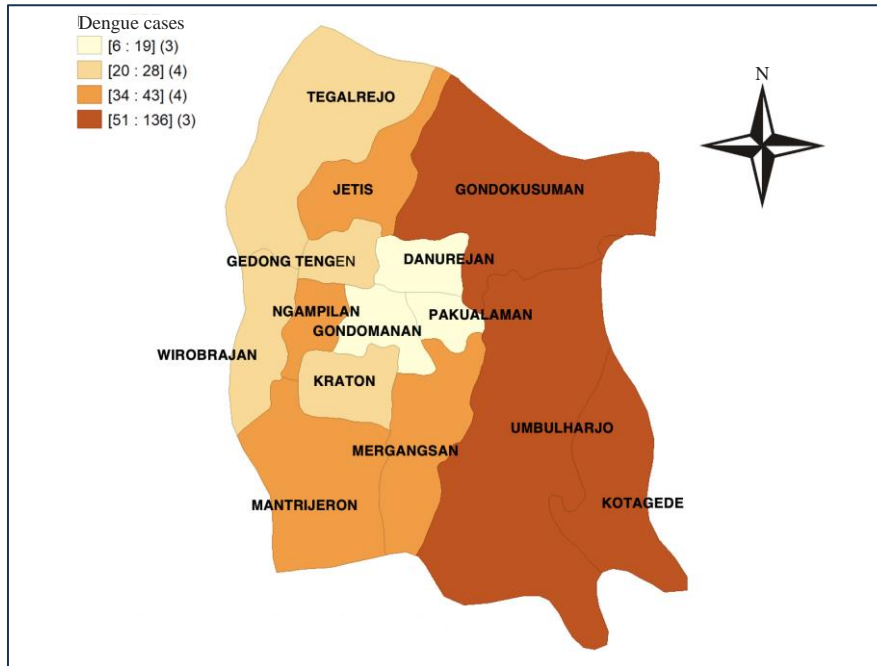 Dengue cases
[6 : 19] (3)
[20 : 28] (4)
[34 : 43] (4)
[51 : 136] (3)
N
TEGALREJO
JETIS
GONDOKUSUMAN
GEDONG TENGEN
DANUREJAN
NGAMPILAN
PAKUALAMAN
GONDOMANAN
WIROBRAJAN
KRATON
UMBULHARJO
MERGANGSAN
MANTRIJERON
KOTAGEDE